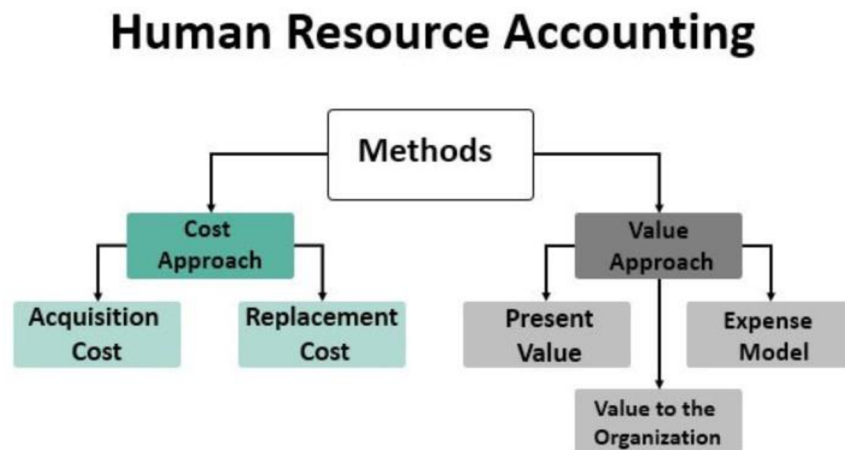 Human Resource Accounting
Methods
Cost
Approach
Value
Approach
Acquisition
Cost
Replacement
Cost
Present
Value
Expense
Model
Value to the
Organization